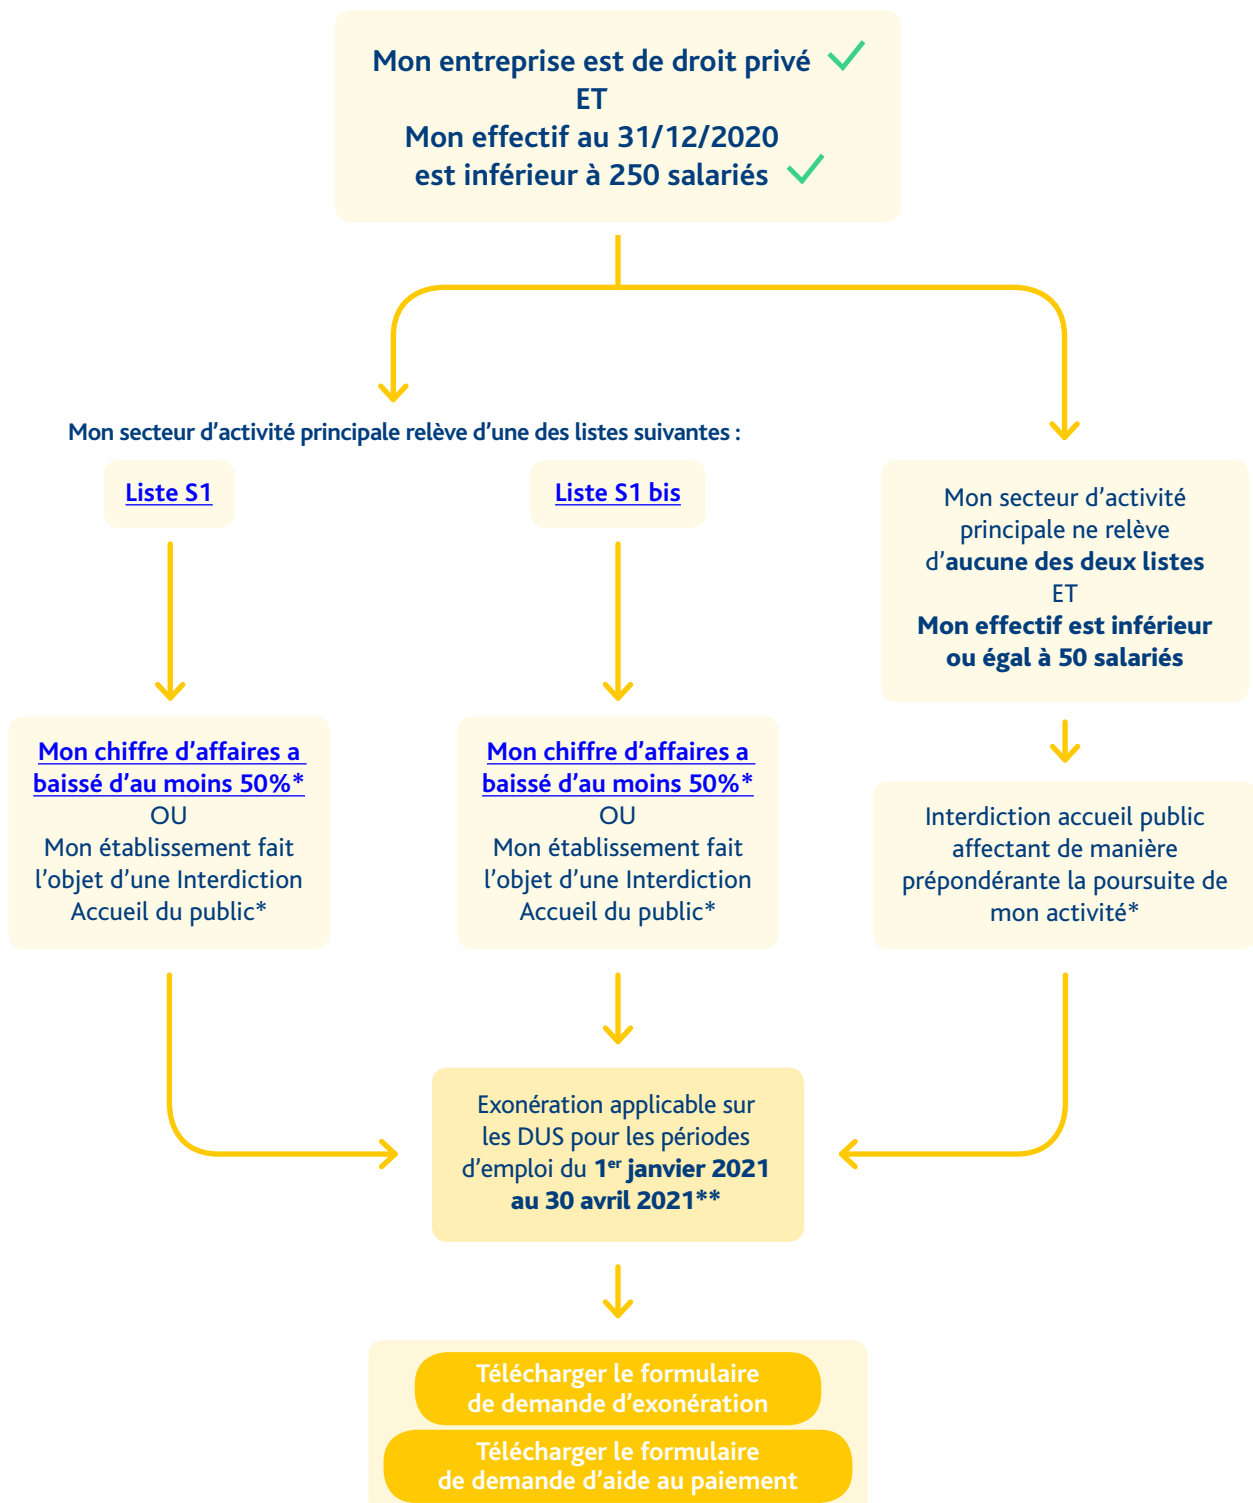 Mon entreprise est de droit privé
ET
Mon effectif au 31/12/2020
est inférieur à 250 salariés
Mon secteur d’activité principale relève d’une des listes suivantes :
Liste S1
Liste S1 bis
Mon secteur d’activité
principale ne relève
d’aucune des deux listes
ET
Mon effectif est inférieur
ou égal à 50 salariés
Mon chiffre d’affaires a
baissé d’au moins 50%*
OU
Mon établissement fait
l’objet d’une Interdiction
Accueil du public*
Mon chiffre d’affaires a
baissé d’au moins 50%*
OU
Mon établissement fait
l’objet d’une Interdiction
Accueil du public*
Interdiction accueil public
affectant de manière
prépondérante la poursuite de
mon activité*
Exonération applicable sur
les DUS pour les périodes
d’emploi du 1er janvier 2021
au 30 avril 2021**
Télécharger le formulaire
de demande d’exonération
Télécharger le formulaire
de demande d’aide au paiement